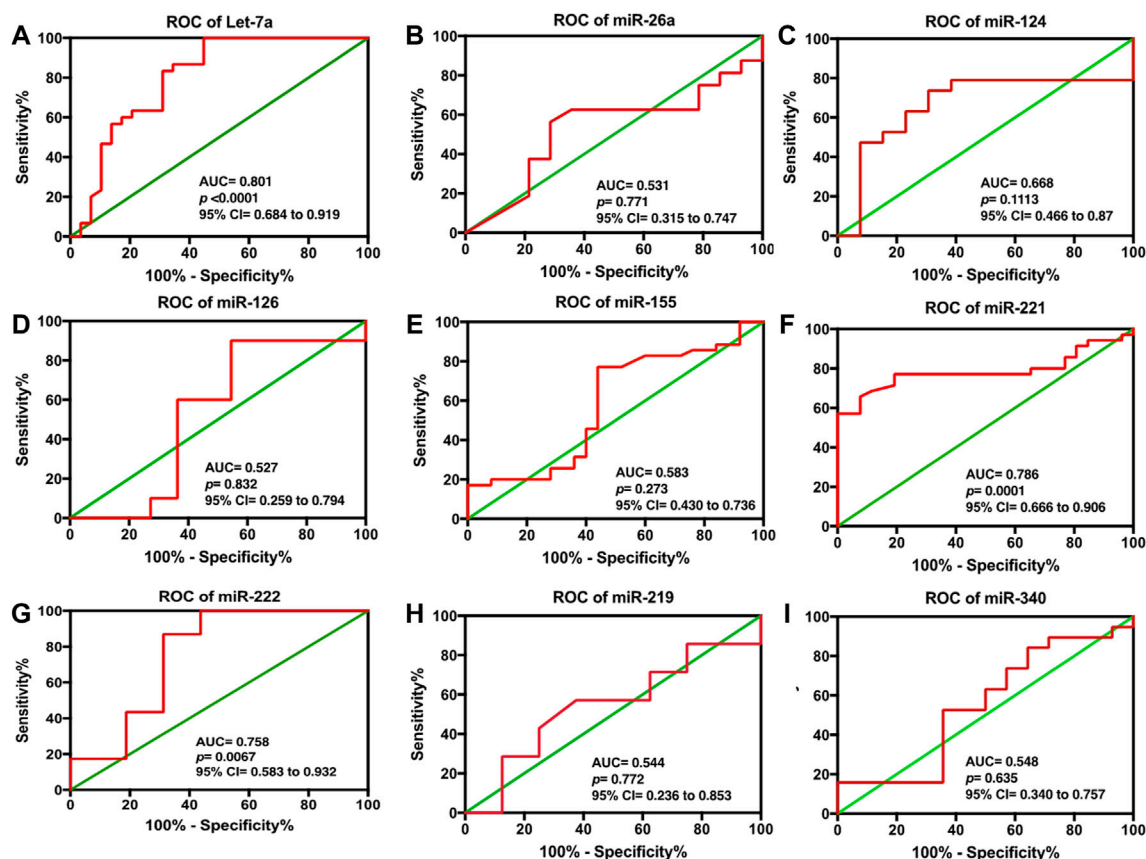 A
ROC of Let-7a
Sensitivity%
100
80
60
40
20
0
AUC= 0.801
p <0.0001
95% CI= 0.684 to 0.919
0 20 40 60 80 100
100% - Specificity%
B
ROC of miR-26a
Sensitivity%
100
80
60
40
20
0
AUC= 0.531
p= 0.771
95% CI= 0.315 to 0.747
0 20 40 60 80 100
100% - Specificity%
C
ROC of miR-124
Sensitivity%
100
80
60
40
20
0
AUC= 0.668
p= 0.1113
95% CI= 0.466 to 0.87
0 20 40 60 80 100
100% - Specificity%
D
ROC of miR-126
Sensitivity%
100
80
60
40
20
0
AUC= 0.527
p= 0.832
95% CI= 0.259 to 0.794
0 20 40 60 80 100
100% - Specificity%
E
ROC of miR-155
Sensitivity%
100
80
60
40
20
0
AUC= 0.583
p= 0.273
95% CI= 0.430 to 0.736
0 20 40 60 80 100
100% - Specificity%
F
ROC of miR-221
Sensitivity%
100
80
60
40
20
0
AUC= 0.786
p= 0.0001
95% CI= 0.666 to 0.906
0 20 40 60 80 100
100% - Specificity%
G
ROC of miR-222
Sensitivity%
100
80
60
40
20
0
AUC= 0.758
p= 0.0067
95% CI= 0.583 to 0.932
0 20 40 60 80 100
100% - Specificity%
H
ROC of miR-219
Sensitivity%
100
80
60
40
20
0
AUC= 0.544
p= 0.772
95% CI= 0.236 to 0.853
0 20 40 60 80 100
100% - Specificity%
I
ROC of miR-340
Sensitivity%
100
80
60
40
20
0
AUC= 0.548
p= 0.635
95% CI= 0.340 to 0.757
0 20 40 60 80 100
100% - Specificity%